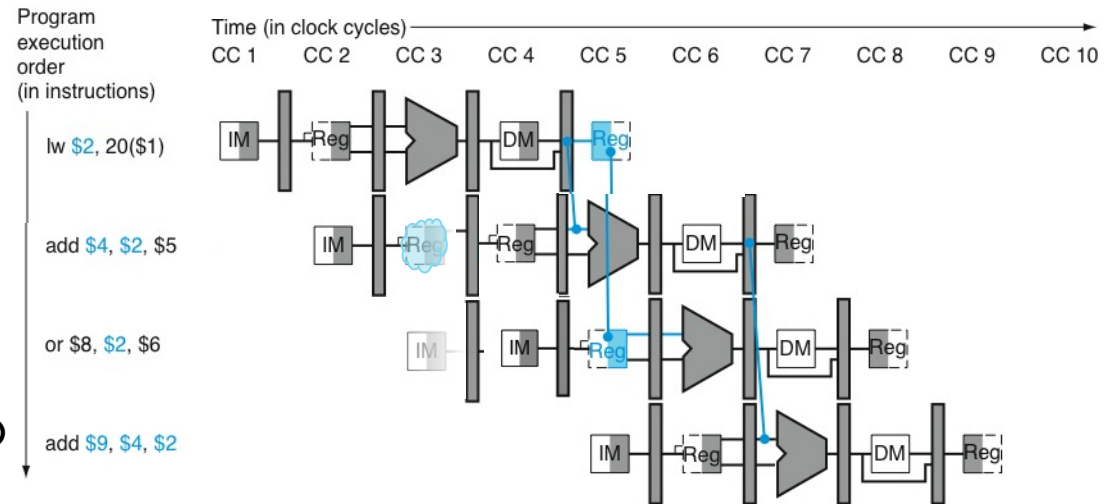 Program
execution
order
(in instructions)
Time (in clock cycles)
CC 1 CC 2 CC 3 CC 4 CC 5 CC 6 CC 7 CC 8 CC 9 CC 10
lw $2, 20($1)
IM Reg DM Reg
add $4, $2, $5
IM Reg Reg DM Reg
or $8, $2, $6
IM IM Reg DM Reg
)
add $9, $4, $2
IM Reg DM Reg